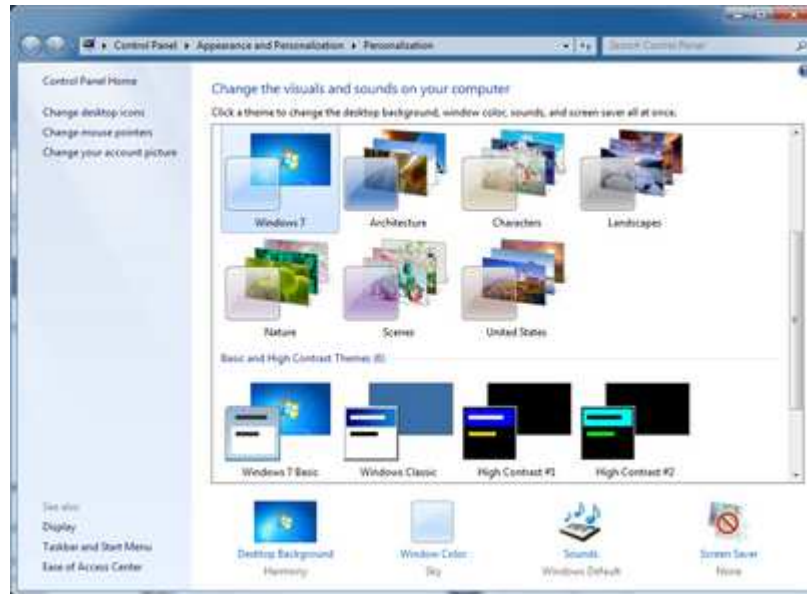 Control Panel ▸ Appearance and Personalization ▸ Personalization
Search Control Panel
Control Panel Home
Change desktop icons
Change mouse pointers
Change your account picture
Change the visuals and sounds on your computer
Click a theme to change the desktop background, window color, sounds, and screen saver all at once.
Windows 7 Architecture Characters Landscapes
Nature Scenes United States
Basic and High Contrast Themes (6)
Windows 7 Basic Windows Classic High Contrast #1 High Contrast #2
See also
Display
Taskbar and Start Menu
Ease of Access Center
Desktop Background Window Color Sounds Screen Saver
Harmony Sky Windows Default None